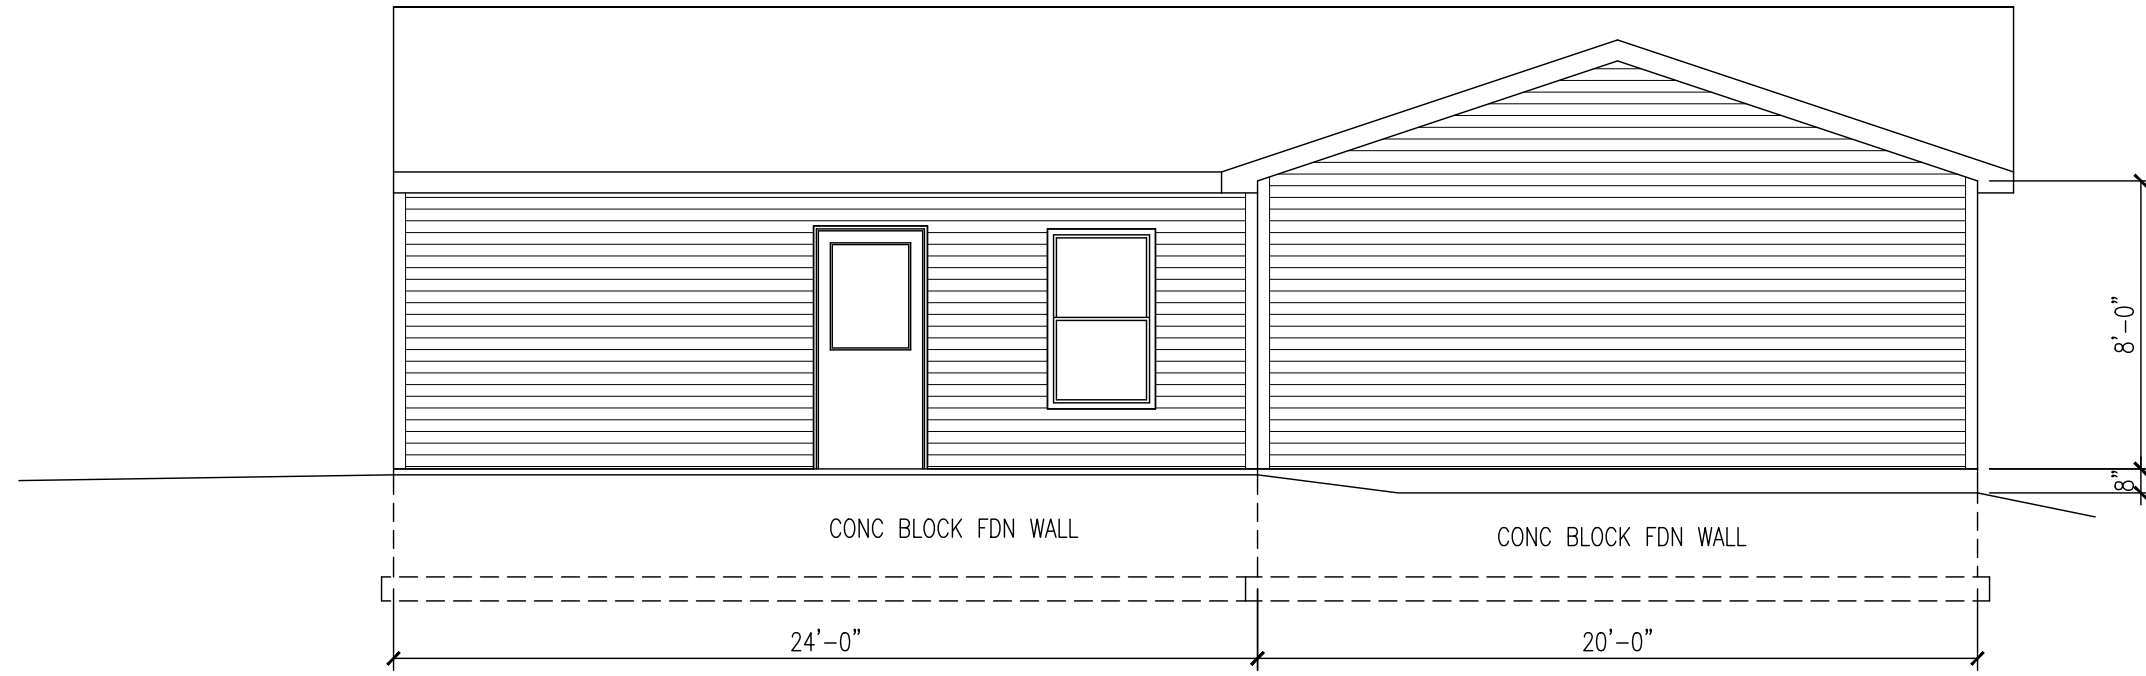 8'-0"
8"
CONC BLOCK FDN WALL
CONC BLOCK FDN WALL
24'-0"
20'-0"